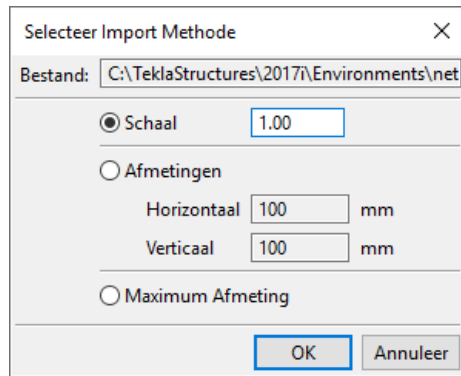 Selecteer Import Methode
Bestand: C:\TeklaStructures\2017i\Environments\net
Schaal 1.00
Afmetingen
Horizontaal 100 mm
Verticaal 100 mm
Maximum Afmeting
OK Annuleer